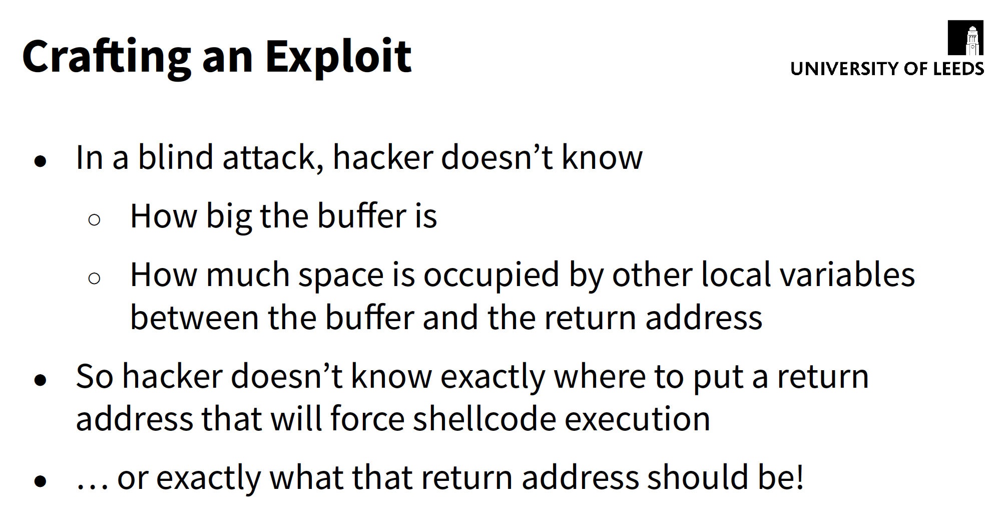 Crafting an Exploit
UNIVERSITY OF LEEDS
● In a blind attack, hacker doesn’t know
○ How big the buffer is
○ How much space is occupied by other local variables
between the buffer and the return address
● So hacker doesn’t know exactly where to put a return
address that will force shellcode execution
● … or exactly what that return address should be!